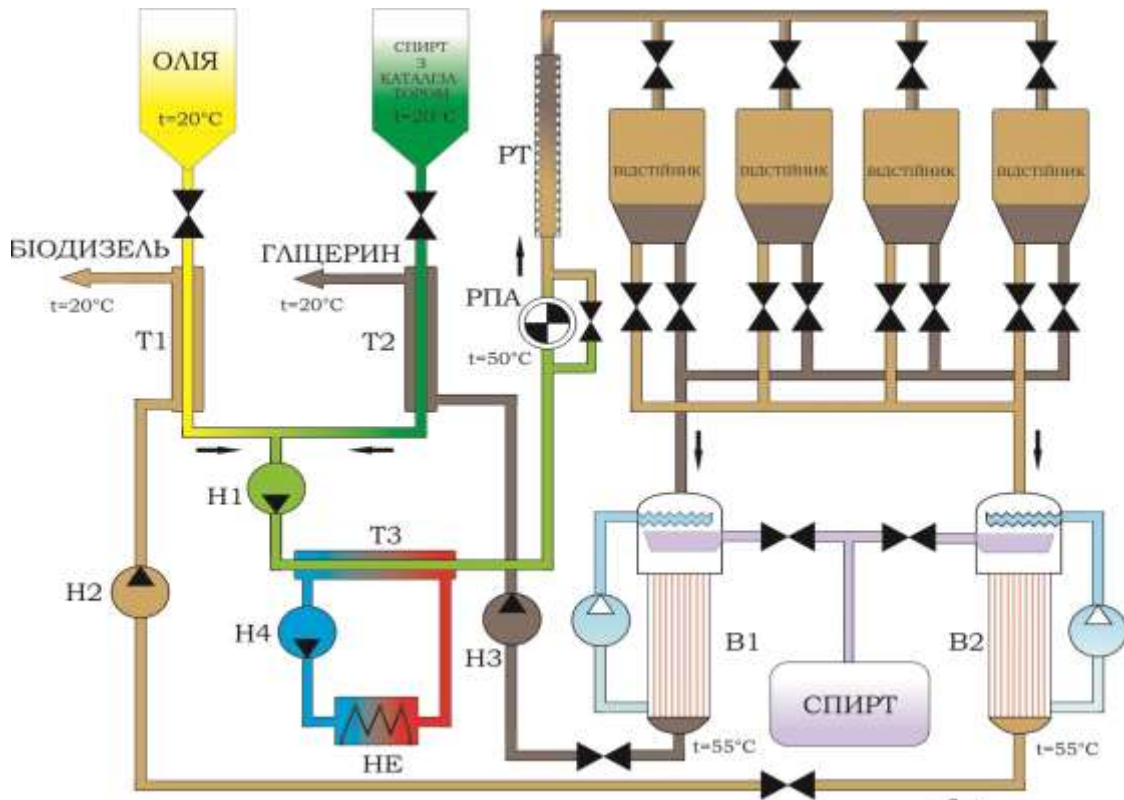 ОЛІЯ
t=20°C
СПИРТ
З
КАТАЛІЗА
ТОРОМ
t=20°C
РТ
ВІДСТІЙНИК
ВІДСТІЙНИК
ВІДСТІЙНИК
ВІДСТІЙНИК
БІОДИЗЕЛЬ
t=20°C
ГЛІЦЕРИН
t=20°C
РПА
t=50°C
Т1
Т2
Н1
Т3
Н2
Н4
Н3
НЕ
В1
В2
СПИРТ
t=55°C
t=55°C